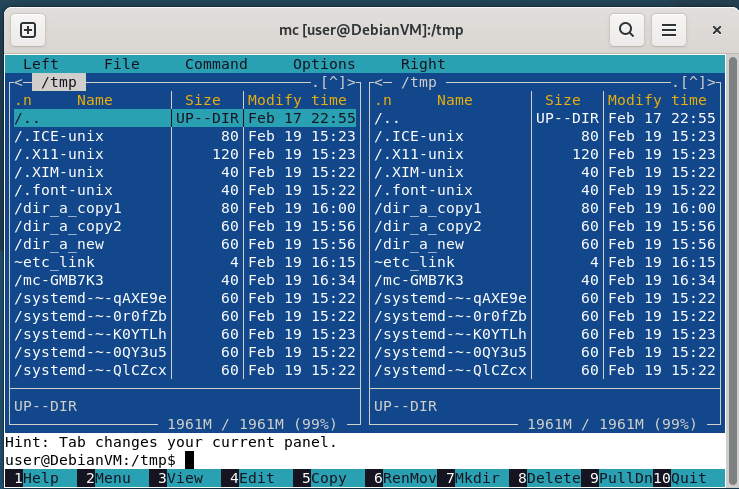 mc [user@DebianVM]:/tmp
Left File Command Options Right
<─ /tmp .[^]> <─ /tmp .[^]>
.n Name Size Modify time .n Name Size Modify time
/.. UP--DIR Feb 17 22:55 /.. UP--DIR Feb 17 22:55
/.ICE-unix 80 Feb 19 15:23 /.ICE-unix 80 Feb 19 15:23
/.X11-unix 120 Feb 19 15:23 /.X11-unix 120 Feb 19 15:23
/.XIM-unix 40 Feb 19 15:22 /.XIM-unix 40 Feb 19 15:22
/.font-unix 40 Feb 19 15:22 /.font-unix 40 Feb 19 15:22
/dir_a_copy1 80 Feb 19 16:00 /dir_a_copy1 80 Feb 19 16:00
/dir_a_copy2 60 Feb 19 15:56 /dir_a_copy2 60 Feb 19 15:56
/dir_a_new 60 Feb 19 15:56 /dir_a_new 60 Feb 19 15:56
~etc_link 4 Feb 19 16:15 ~etc_link 4 Feb 19 16:15
/mc-GMB7K3 40 Feb 19 16:34 /mc-GMB7K3 40 Feb 19 16:34
/systemd-~-qAXE9e 60 Feb 19 15:22 /systemd-~-qAXE9e 60 Feb 19 15:22
/systemd-~-0r0fZb 60 Feb 19 15:22 /systemd-~-0r0fZb 60 Feb 19 15:22
/systemd-~-K0YTLh 60 Feb 19 15:23 /systemd-~-K0YTLh 60 Feb 19 15:23
/systemd-~-0QY3u5 60 Feb 19 15:22 /systemd-~-0QY3u5 60 Feb 19 15:22
/systemd-~-QlCZcx 60 Feb 19 15:22 /systemd-~-QlCZcx 60 Feb 19 15:22
UP--DIR UP--DIR
1961M / 1961M (99%) 1961M / 1961M (99%)
Hint: Tab changes your current panel.
user@DebianVM:/tmp$
1Help 2Menu 3View 4Edit 5Copy 6RenMov 7Mkdir 8Delete 9PullDn 10Quit